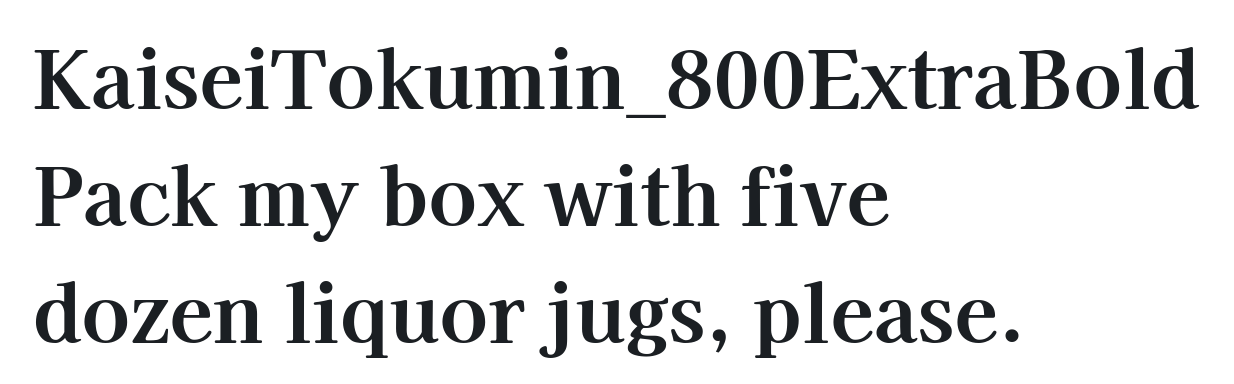 KaiseiTokumin_800ExtraBold
Pack my box with five
dozen liquor jugs, please.